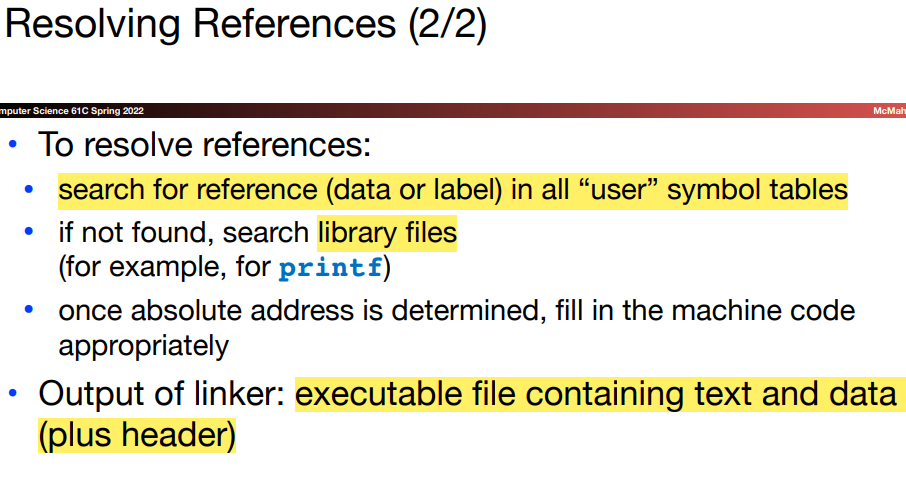 Resolving References (2/2)
mputer Science 61C Spring 2022
McMah
• To resolve references:
• search for reference (data or label) in all “user” symbol tables
• if not found, search library files
(for example, for printf)
• once absolute address is determined, fill in the machine code
appropriately
• Output of linker: executable file containing text and data
(plus header)